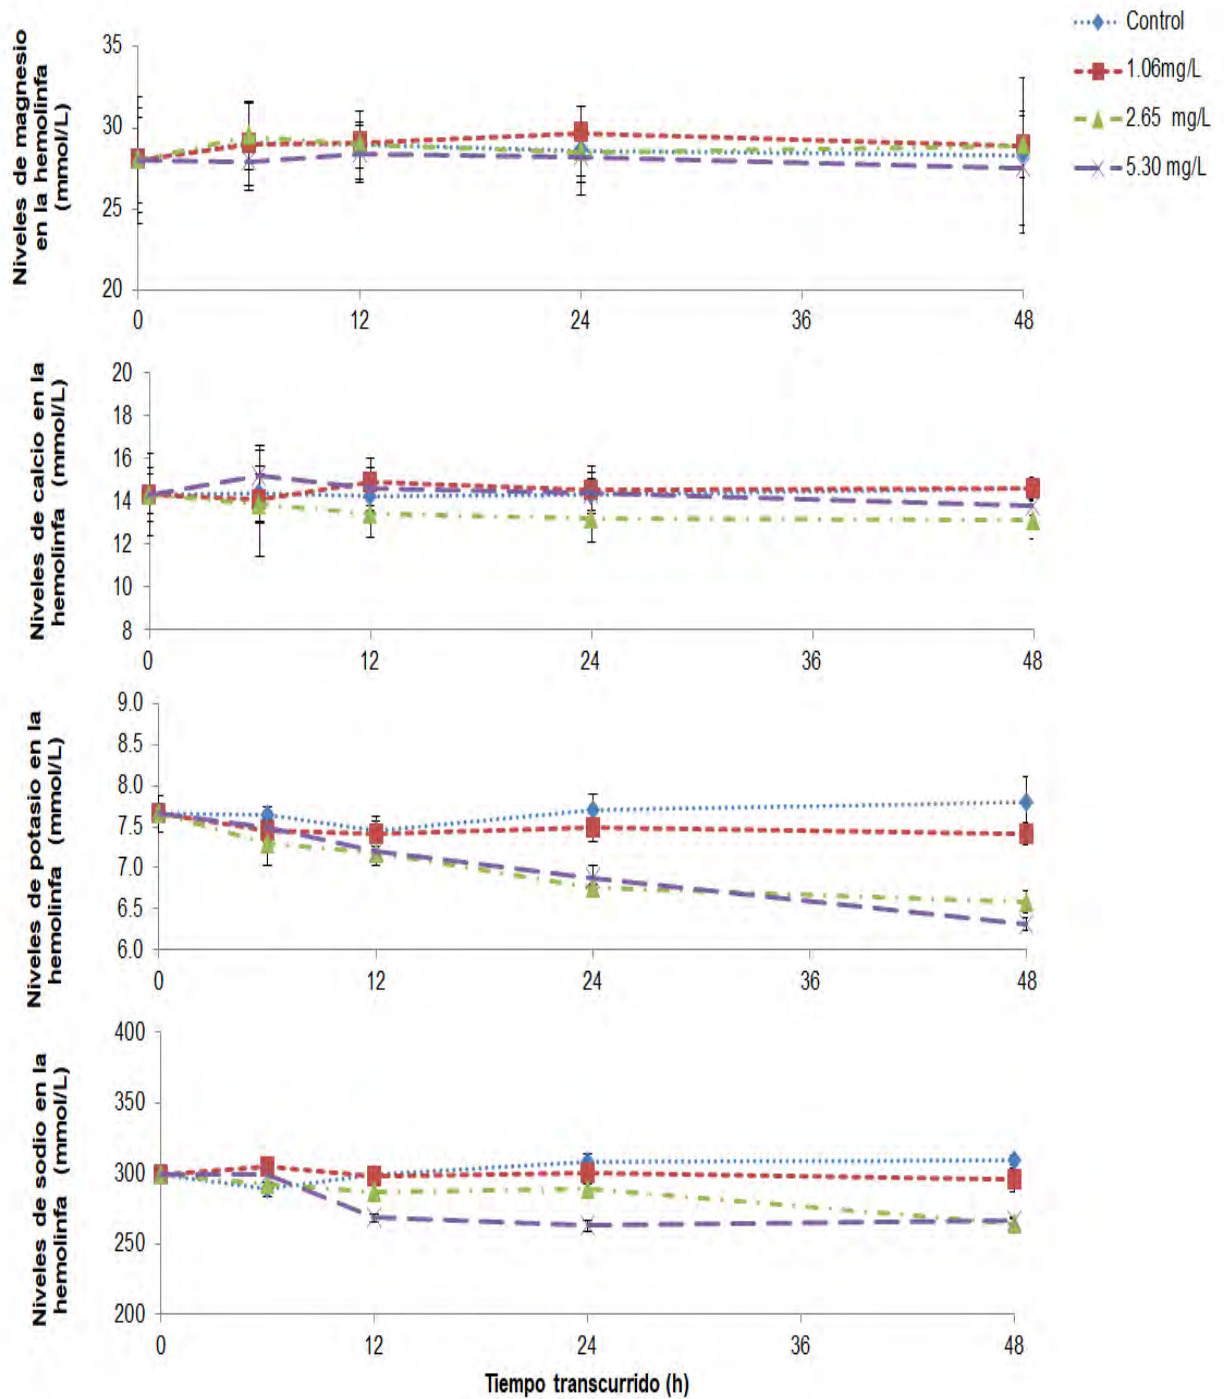 Control
1.06mg/L
2.65 mg/L
5.30 mg/L
Niveles de magnesio
en la hemolinfa
(mmol/L)
35
30
25
20
0 12 24 36 48
Niveles de calcio en la
hemolinfa (mmol/L)
20
18
16
14
12
10
8
0 12 24 36 48
Niveles de potasio en la
hemolinfa (mmol/L)
9.0
8.5
8.0
7.5
7.0
6.5
6.0
0 12 24 36 48
Niveles de sodio en la
hemolinfa (mmol/L)
400
350
300
250
200
0 12 24 36 48
Tiempo transcurrido (h)